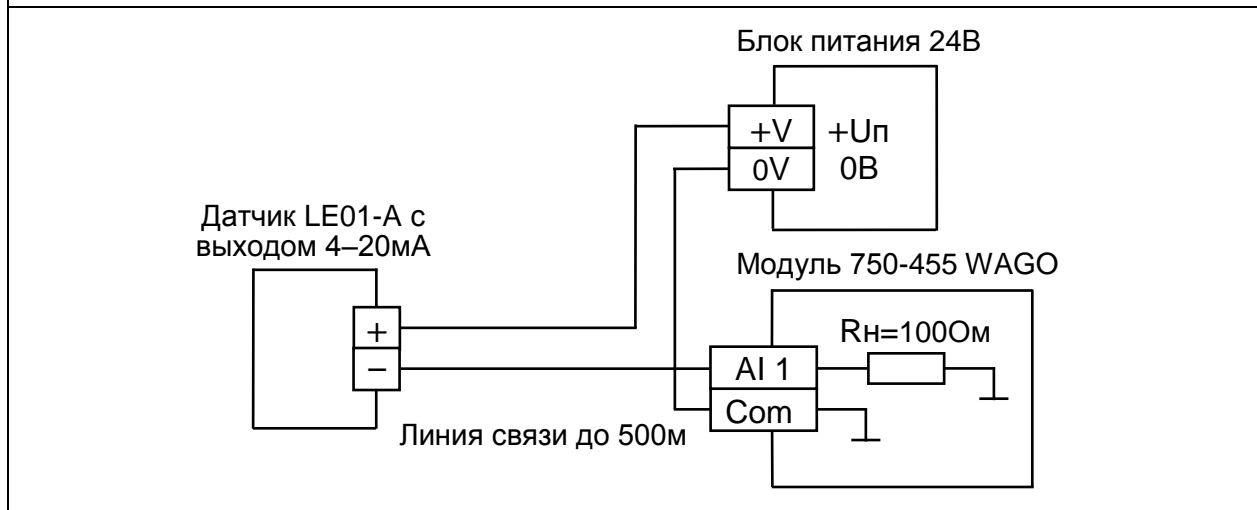 Блок питания 24В
+V
+Uп
0V
0В
Датчик LE01-А с
выходом 4–20мА
+
−
Модуль 750-455 WAGO
Rн=100Ом
AI 1
Com
Линия связи до 500м